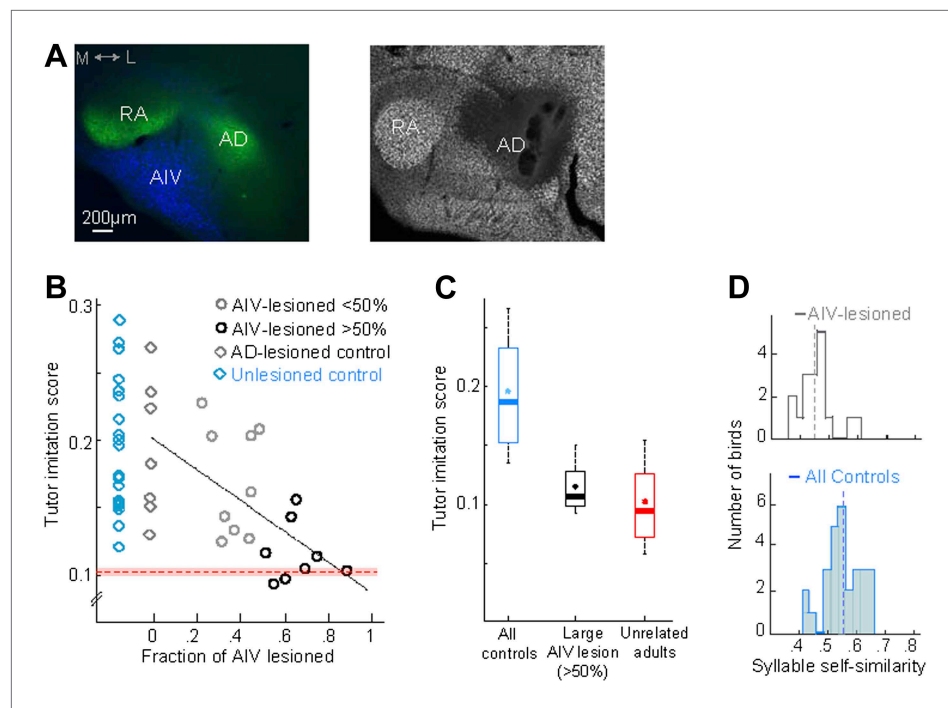 A
M ↔ L
RA
AD
AIV
200µm
RA
AD
B
Tutor imitation score
0.3
0.2
0.1
AIV-lesioned <50%
AIV-lesioned >50%
AD-lesioned control
Unlesioned control
0 .2 .4 .6 .8 1
Fraction of AIV lesioned
C
Tutor imitation score
0.2
0.1
All
controls
Large
AIV lesion
(>50%)
Unrelated
adults
D
Number of birds
AIV-lesioned
4
2
0
All Controls
6
4
2
0
.4 .5 .6 .7 .8
Syllable self-similarity